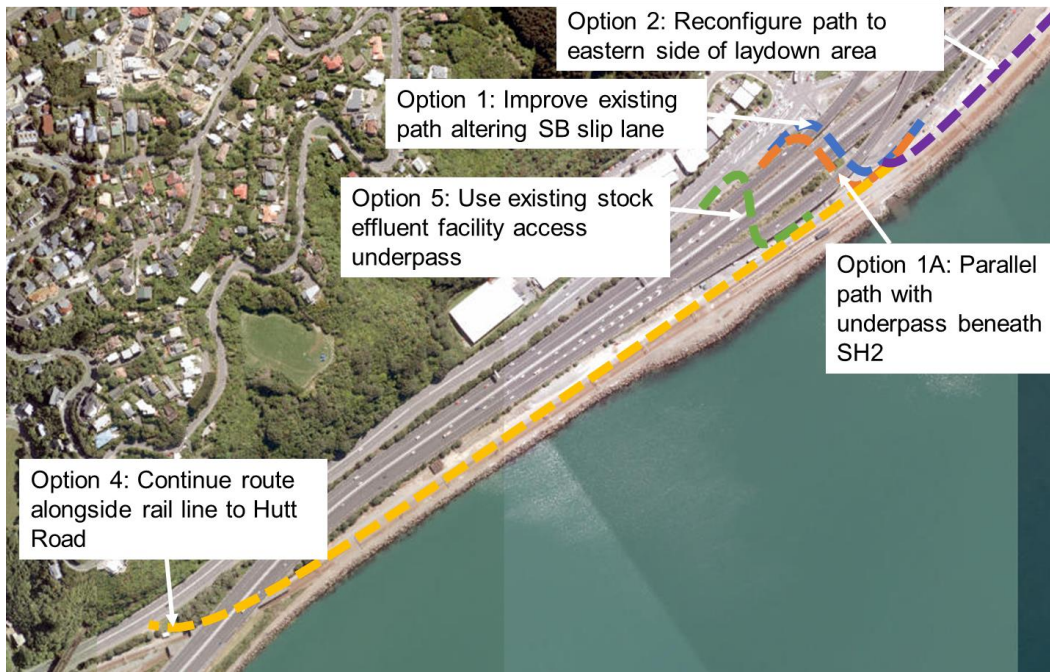 Option 2: Reconfigure path to
eastern side of laydown area
Option 1: Improve existing
path altering SB slip lane
Option 5: Use existing stock
effluent facility access
underpass
Option 1A: Parallel
path with
underpass beneath
SH2
Option 4: Continue route
alongside rail line to Hutt
Road